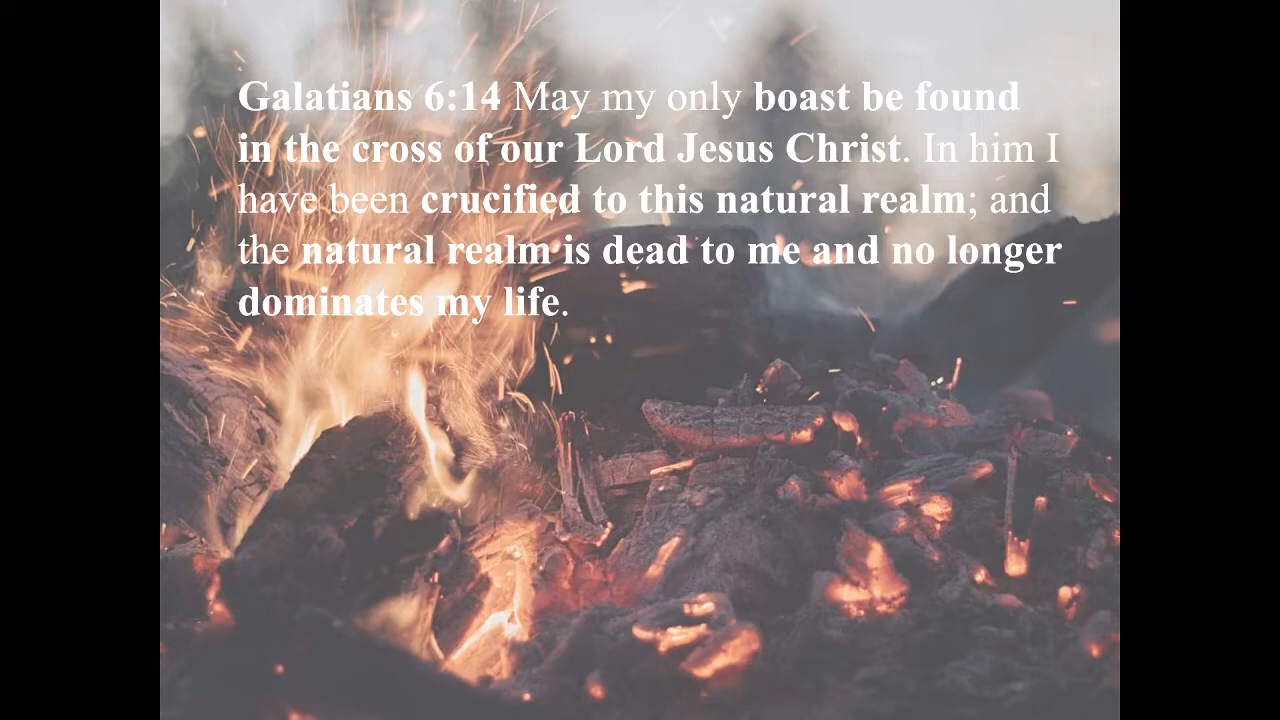 Galatians 6:14 May my only boast be found
in the cross of our Lord Jesus Christ. In him I
have been crucified to this natural realm; and
the natural realm is dead to me and no longer
dominates my life.